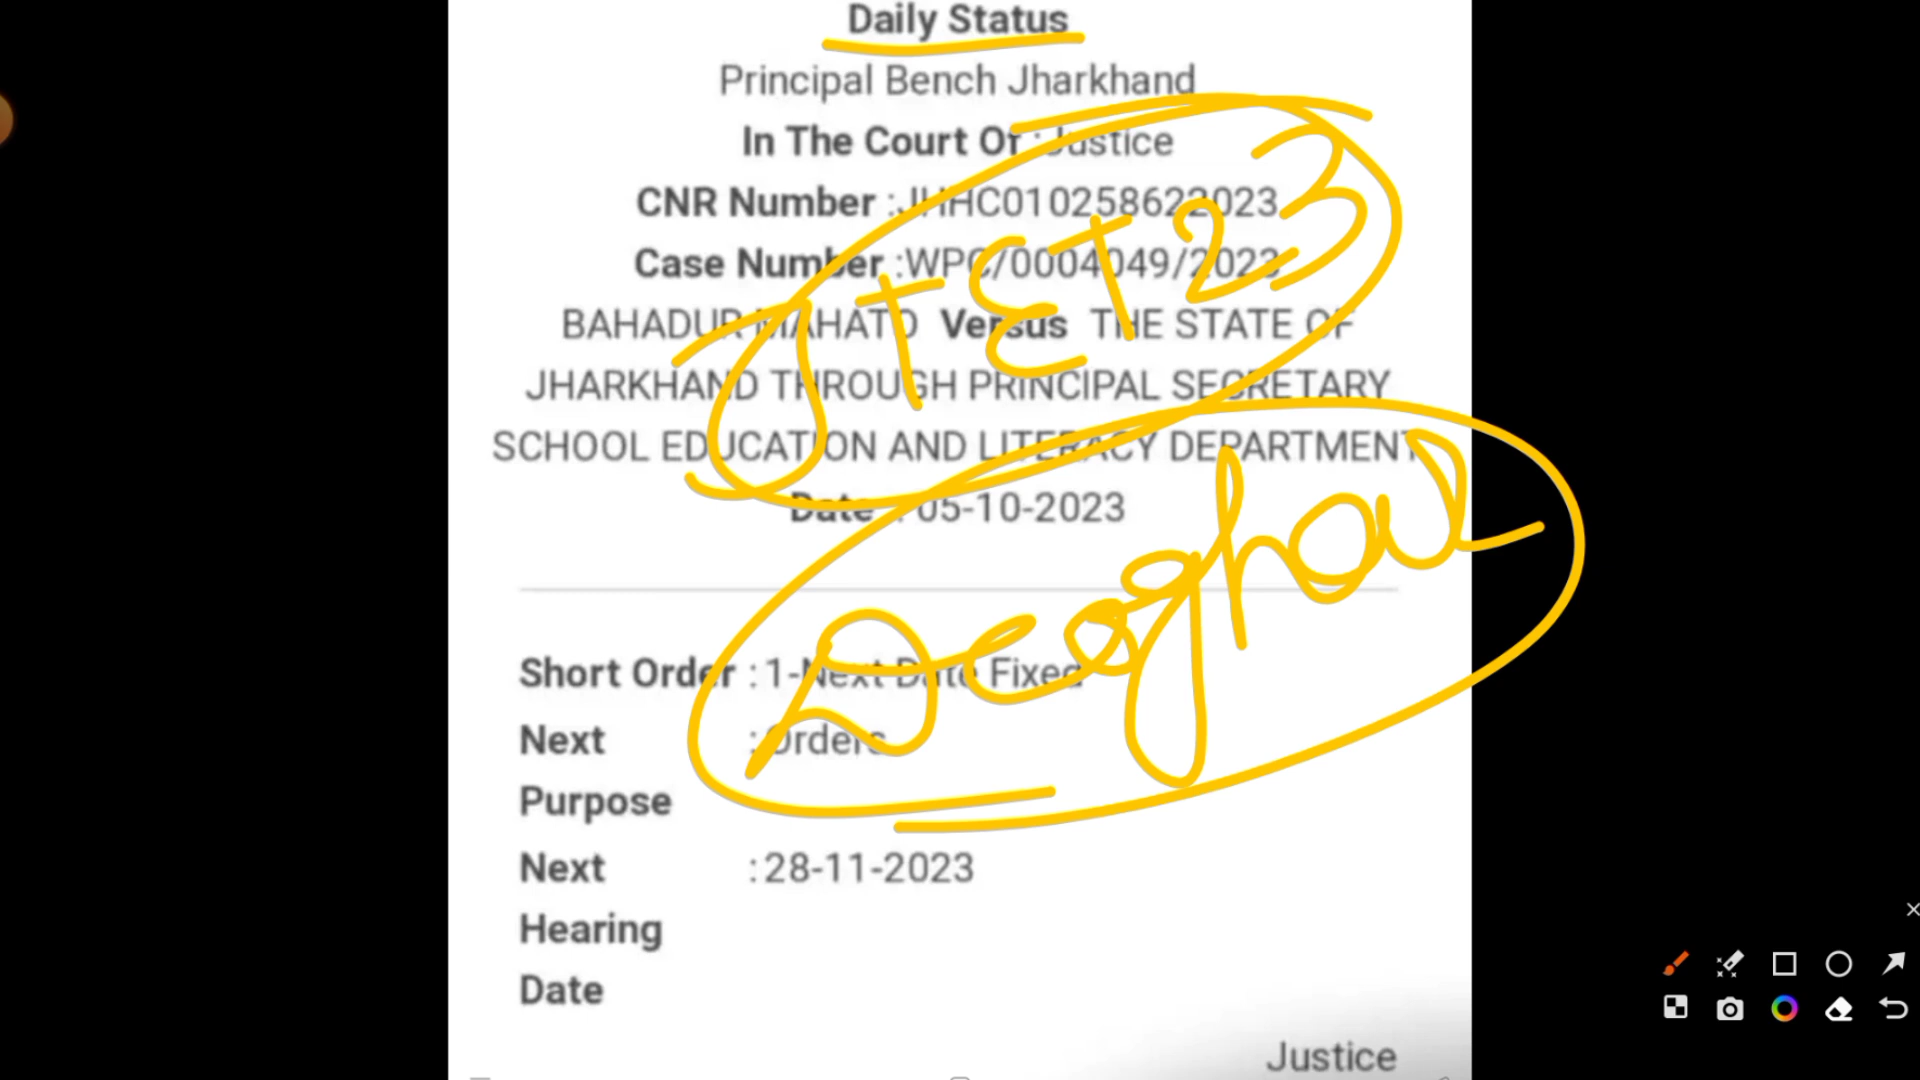 Daily Status
Principal Bench Jharkhand
In The Court Of : Justice
CNR Number :JHHC010258622023
Case Number :WPC/0004049/2023
BAHADUR MAHATO Versus THE STATE OF
JHARKHAND THROUGH PRINCIPAL SECRETARY
SCHOOL EDUCATION AND LITERACY DEPARTMENT
Date : 05-10-2023
JTET23
Deoghar
Short Order : 1-Next Date Fixed
Next Purpose : Orders
Next Hearing Date : 28-11-2023
Justice